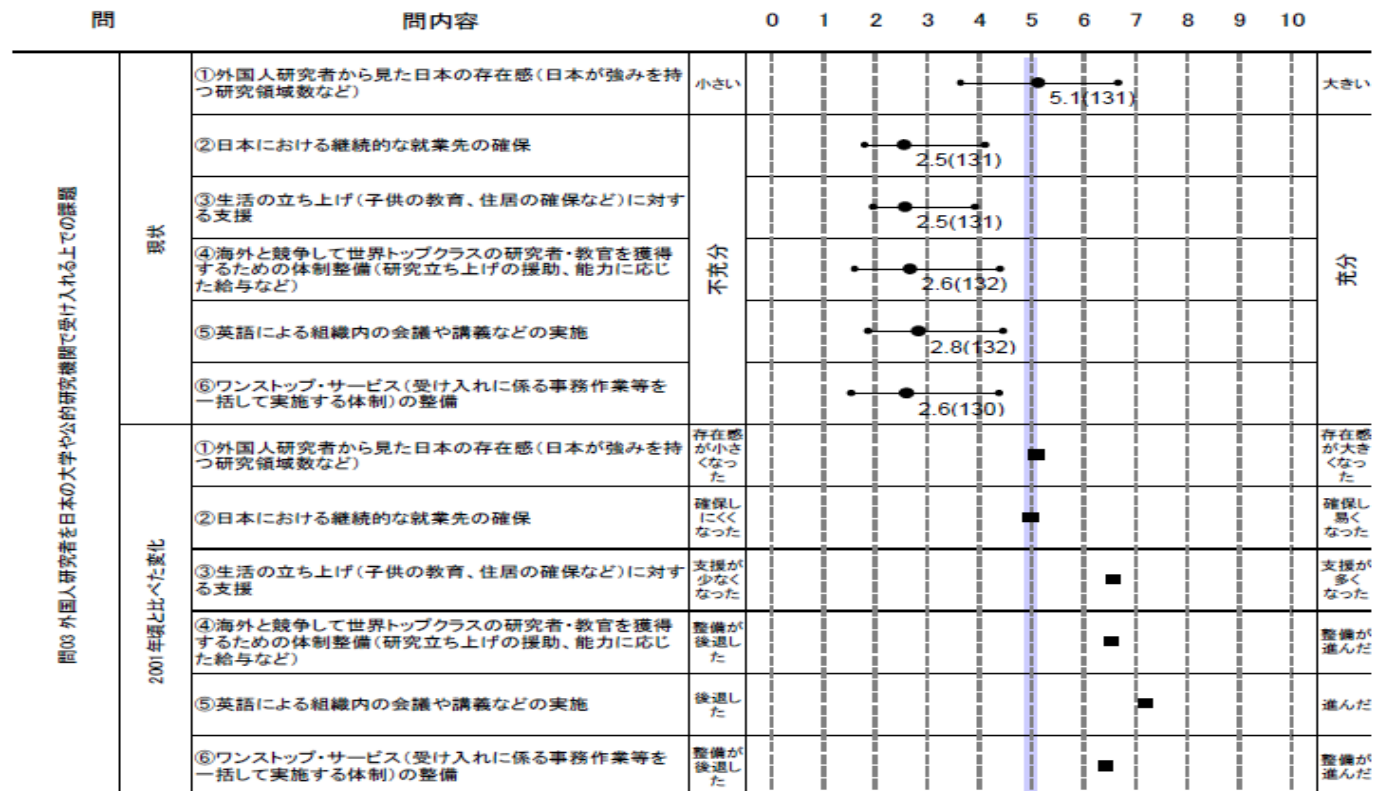 問 問内容 0 1 2 3 4 5 6 7 8 9 10
問03 外国人研究者を日本の大学や公的研究機関で受け入れる上での課題
現状
①外国人研究者から見た日本の存在感(日本が強みを持
つ研究領域数など)
小さい
5.1(131)
大きい
②日本における継続的な就業先の確保
2.5(131)
③生活の立ち上げ(子供の教育、住居の確保など)に対す
る支援
2.5(131)
④海外と競争して世界トップクラスの研究者・教官を獲得
するための体制整備(研究立ち上げの援助、能力に応じ
た給与など)
不充分
2.6(132)
充分
⑤英語による組織内の会議や講義などの実施
2.8(132)
⑥ワンストップ・サービス(受け入れに係る事務作業等を
一括して実施する体制)の整備
2.6(130)
2001年頃と比べた変化
①外国人研究者から見た日本の存在感(日本が強みを持
つ研究領域数など)
存在感
が小さ
くなっ
た
存在感
が大き
くなっ
た
②日本における継続的な就業先の確保
確保し
にくく
なった
確保し
易く
なった
③生活の立ち上げ(子供の教育、住居の確保など)に対す
る支援
支援が
少なく
なった
支援が
多く
なった
④海外と競争して世界トップクラスの研究者・教官を獲得
するための体制整備(研究立ち上げの援助、能力に応じ
た給与など)
整備が
後退し
た
整備が
進んだ
⑤英語による組織内の会議や講義などの実施
後退し
た
進んだ
⑥ワンストップ・サービス(受け入れに係る事務作業等を
一括して実施する体制)の整備
整備が
後退し
た
整備が
進んだ